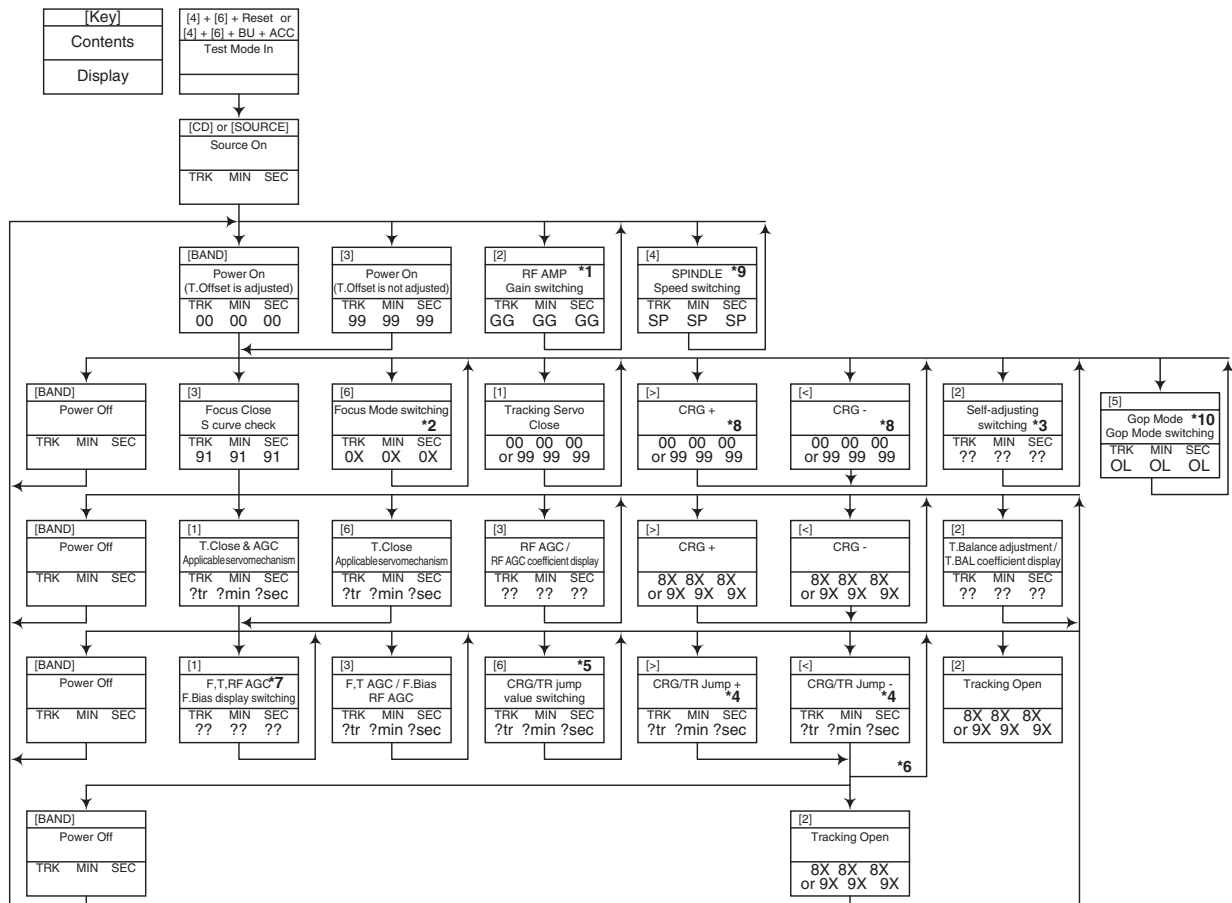 [Key]
Contents
Display
[4] + [6] + Reset or
[4] + [6] + BU + ACC
Test Mode In
[CD] or [SOURCE]
Source On
TRK MIN SEC
[BAND]
Power On
(T.Offset is adjusted)
TRK MIN SEC
00 00 00
[3]
Power On
(T.Offset is not adjusted)
TRK MIN SEC
99 99 99
[2]
RF AMP *1
Gain switching
TRK MIN SEC
GG GG GG
[4]
SPINDLE *9
Speed switching
TRK MIN SEC
SP SP SP
[BAND]
Power Off
TRK MIN SEC
[3]
Focus Close
S curve check
TRK MIN SEC
91 91 91
[6]
Focus Mode switching
*2
TRK MIN SEC
0X 0X 0X
[1]
Tracking Servo
Close
00 00 00
or 99 99 99
[>]
CRG +
*8
00 00 00
or 99 99 99
[<]
CRG -
*8
00 00 00
or 99 99 99
[2]
Self-adjusting
switching *3
TRK MIN SEC
?? ?? ??
[5]
Gop Mode *10
Gop Mode switching
TRK MIN SEC
OL OL OL
[BAND]
Power Off
TRK MIN SEC
[1]
T.Close & AGC
Applicable servomechanism
TRK MIN SEC
?tr ?min ?sec
[6]
T.Close
Applicable servomechanism
TRK MIN SEC
?tr ?min ?sec
[3]
RF AGC /
RF AGC coefficient display
TRK MIN SEC
?? ?? ??
[>]
CRG +
8X 8X 8X
or 9X 9X 9X
[<]
CRG -
8X 8X 8X
or 9X 9X 9X
[2]
T.Balance adjustment /
T.BAL coefficient display
TRK MIN SEC
?? ?? ??
[BAND]
Power Off
TRK MIN SEC
[1]
F,T,RF AGC *7
F.Bias display switching
TRK MIN SEC
?? ?? ??
[3]
F,T AGC / F.Bias
RF AGC
TRK MIN SEC
?tr ?min ?sec
[6] *5
CRG/TR jump
value switching
TRK MIN SEC
?tr ?min ?sec
[>]
CRG/TR Jump +
*4
TRK MIN SEC
?tr ?min ?sec
[<]
CRG/TR Jump -
*4
TRK MIN SEC
?tr ?min ?sec
[2]
Tracking Open
8X 8X 8X
or 9X 9X 9X
*6
[BAND]
Power Off
TRK MIN SEC
[2]
Tracking Open
8X 8X 8X
or 9X 9X 9X